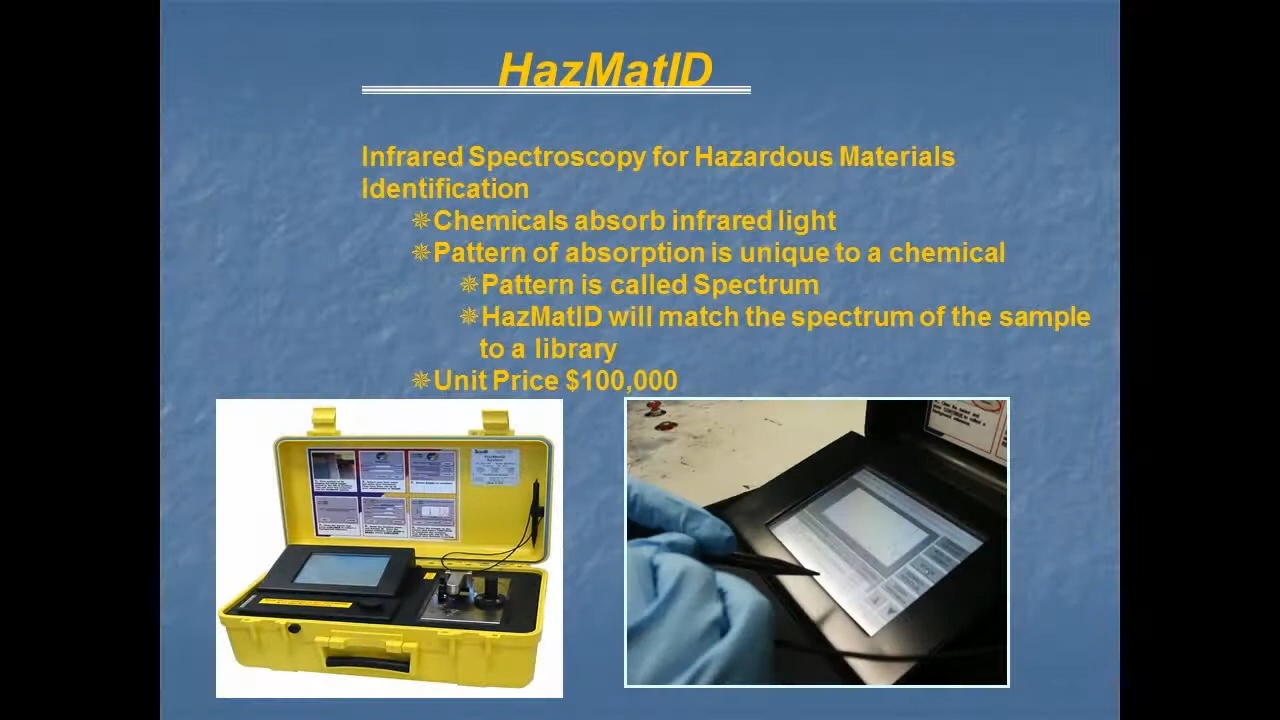 HazMatID
Infrared Spectroscopy for Hazardous Materials
Identification
Chemicals absorb infrared light
Pattern of absorption is unique to a chemical
Pattern is called Spectrum
HazMatID will match the spectrum of the sample
to a library
Unit Price $100,000